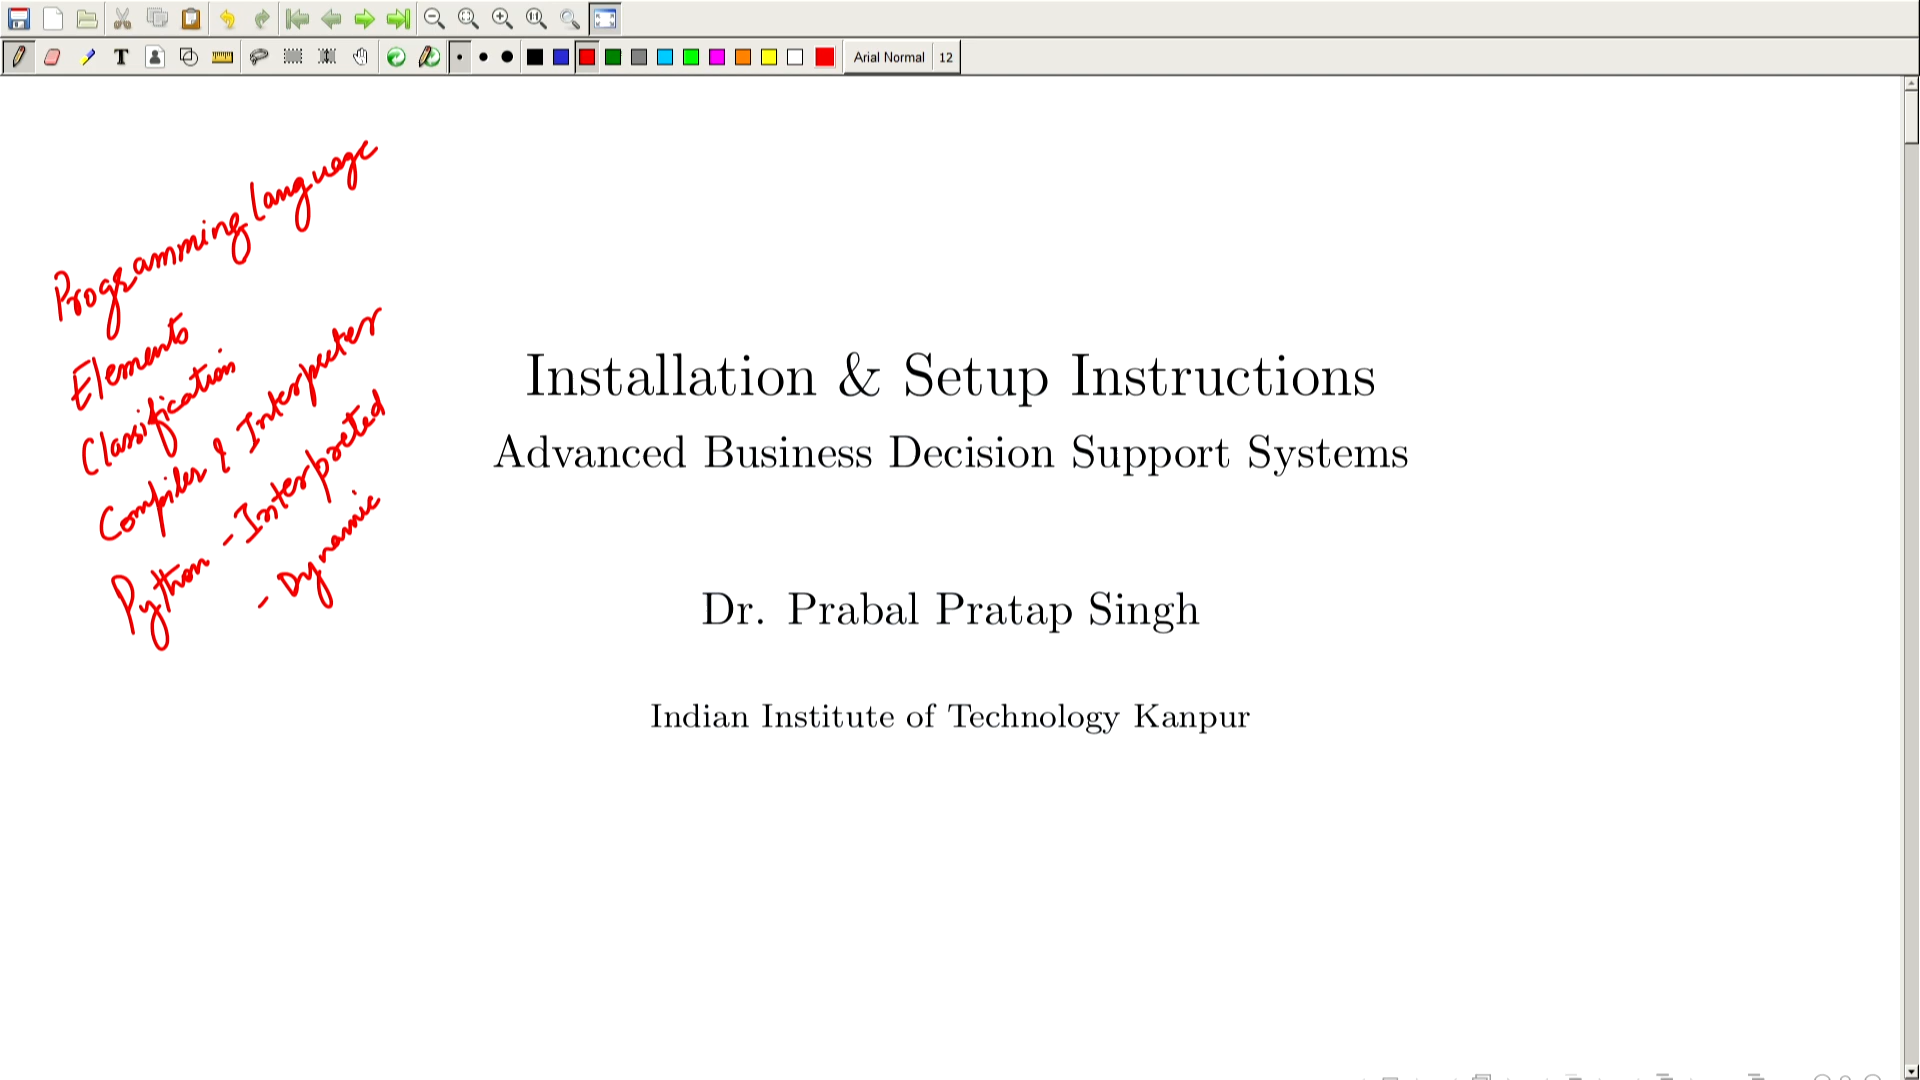 Arial Normal 12
Programming language
Elements
Classification
Compiler & Interpreter
Python - Interpreted
- Dynamic
Installation & Setup Instructions
Advanced Business Decision Support Systems
Dr. Prabal Pratap Singh
Indian Institute of Technology Kanpur